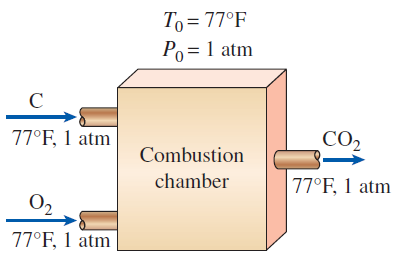 T₀ = 77°F
P₀ = 1 atm
C
77°F, 1 atm
Combustion
chamber
CO₂
77°F, 1 atm
O₂
77°F, 1 atm